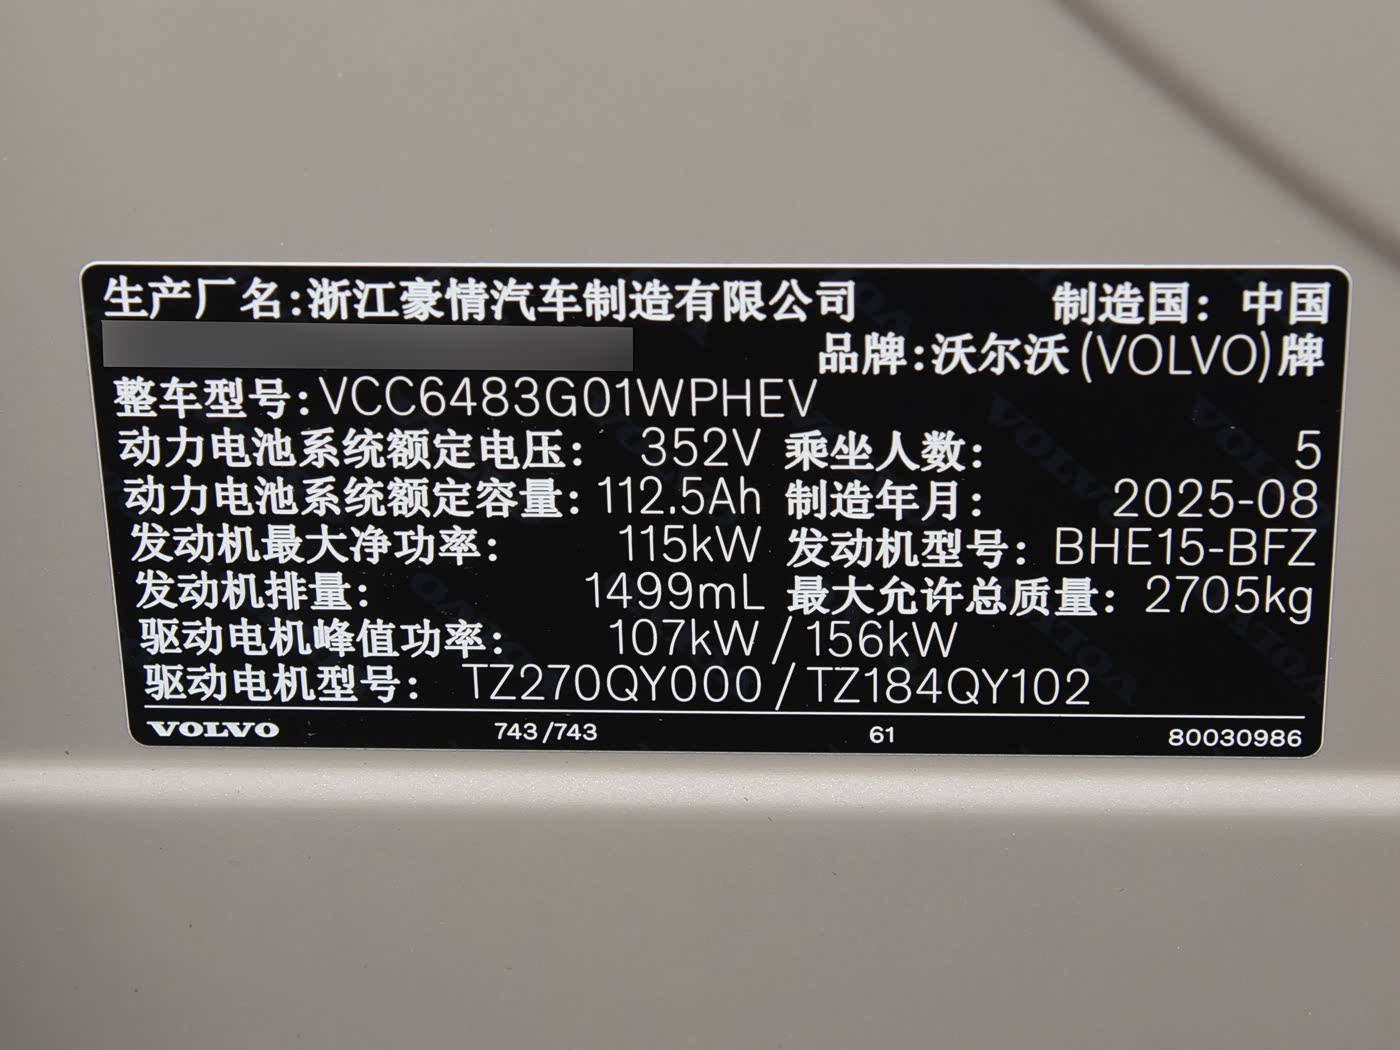 生产厂名:浙江豪情汽车制造有限公司 制造国: 中国
品牌:沃尔沃(VOLVO)牌
整车型号:VCC6483G01WPHEV
动力电池系统额定电压: 352V 乘坐人数: 5
动力电池系统额定容量: 112.5Ah 制造年月: 2025-08
发动机最大净功率: 115kW 发动机型号: BHE15-BFZ
发动机排量: 1499mL 最大允许总质量: 2705kg
驱动电机峰值功率: 107kW / 156kW
驱动电机型号: TZ270QY000 / TZ184QY102
VOLVO 743/743 61 80030986